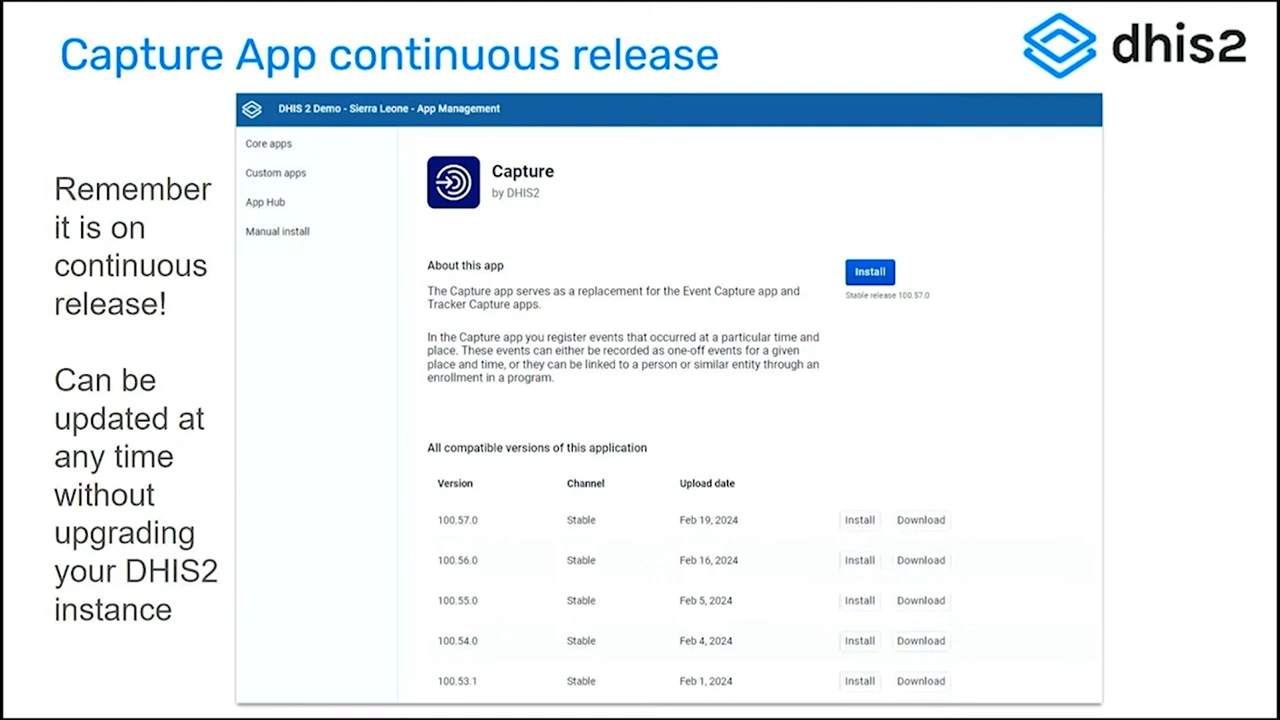 Capture App continuous release
dhis2
Remember
it is on
continuous
release!
Can be
updated at
any time
without
upgrading
your DHIS2
instance
DHIS 2 Demo - Sierra Leone - App Management
Core apps
Custom apps
App Hub
Manual install
Capture
by DHIS2
About this app
The Capture app serves as a replacement for the Event Capture app and
Tracker Capture apps.
In the Capture app you register events that occurred at a particular time and
place. These events can either be recorded as one-off events for a given
place and time, or they can be linked to a person or similar entity through an
enrollment in a program.
Install
Stable release 100.57.0
All compatible versions of this application
Version Channel Upload date
100.57.0 Stable Feb 19, 2024 Install Download
100.56.0 Stable Feb 16, 2024 Install Download
100.55.0 Stable Feb 5, 2024 Install Download
100.54.0 Stable Feb 4, 2024 Install Download
100.53.1 Stable Feb 1, 2024 Install Download